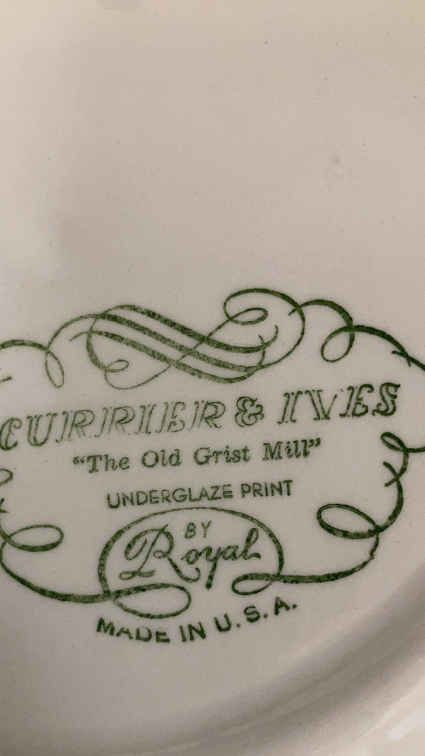 CURRIER & IVES
"The Old Grist Mill"
UNDERGLAZE PRINT
BY
Royal
MADE IN U.S.A.